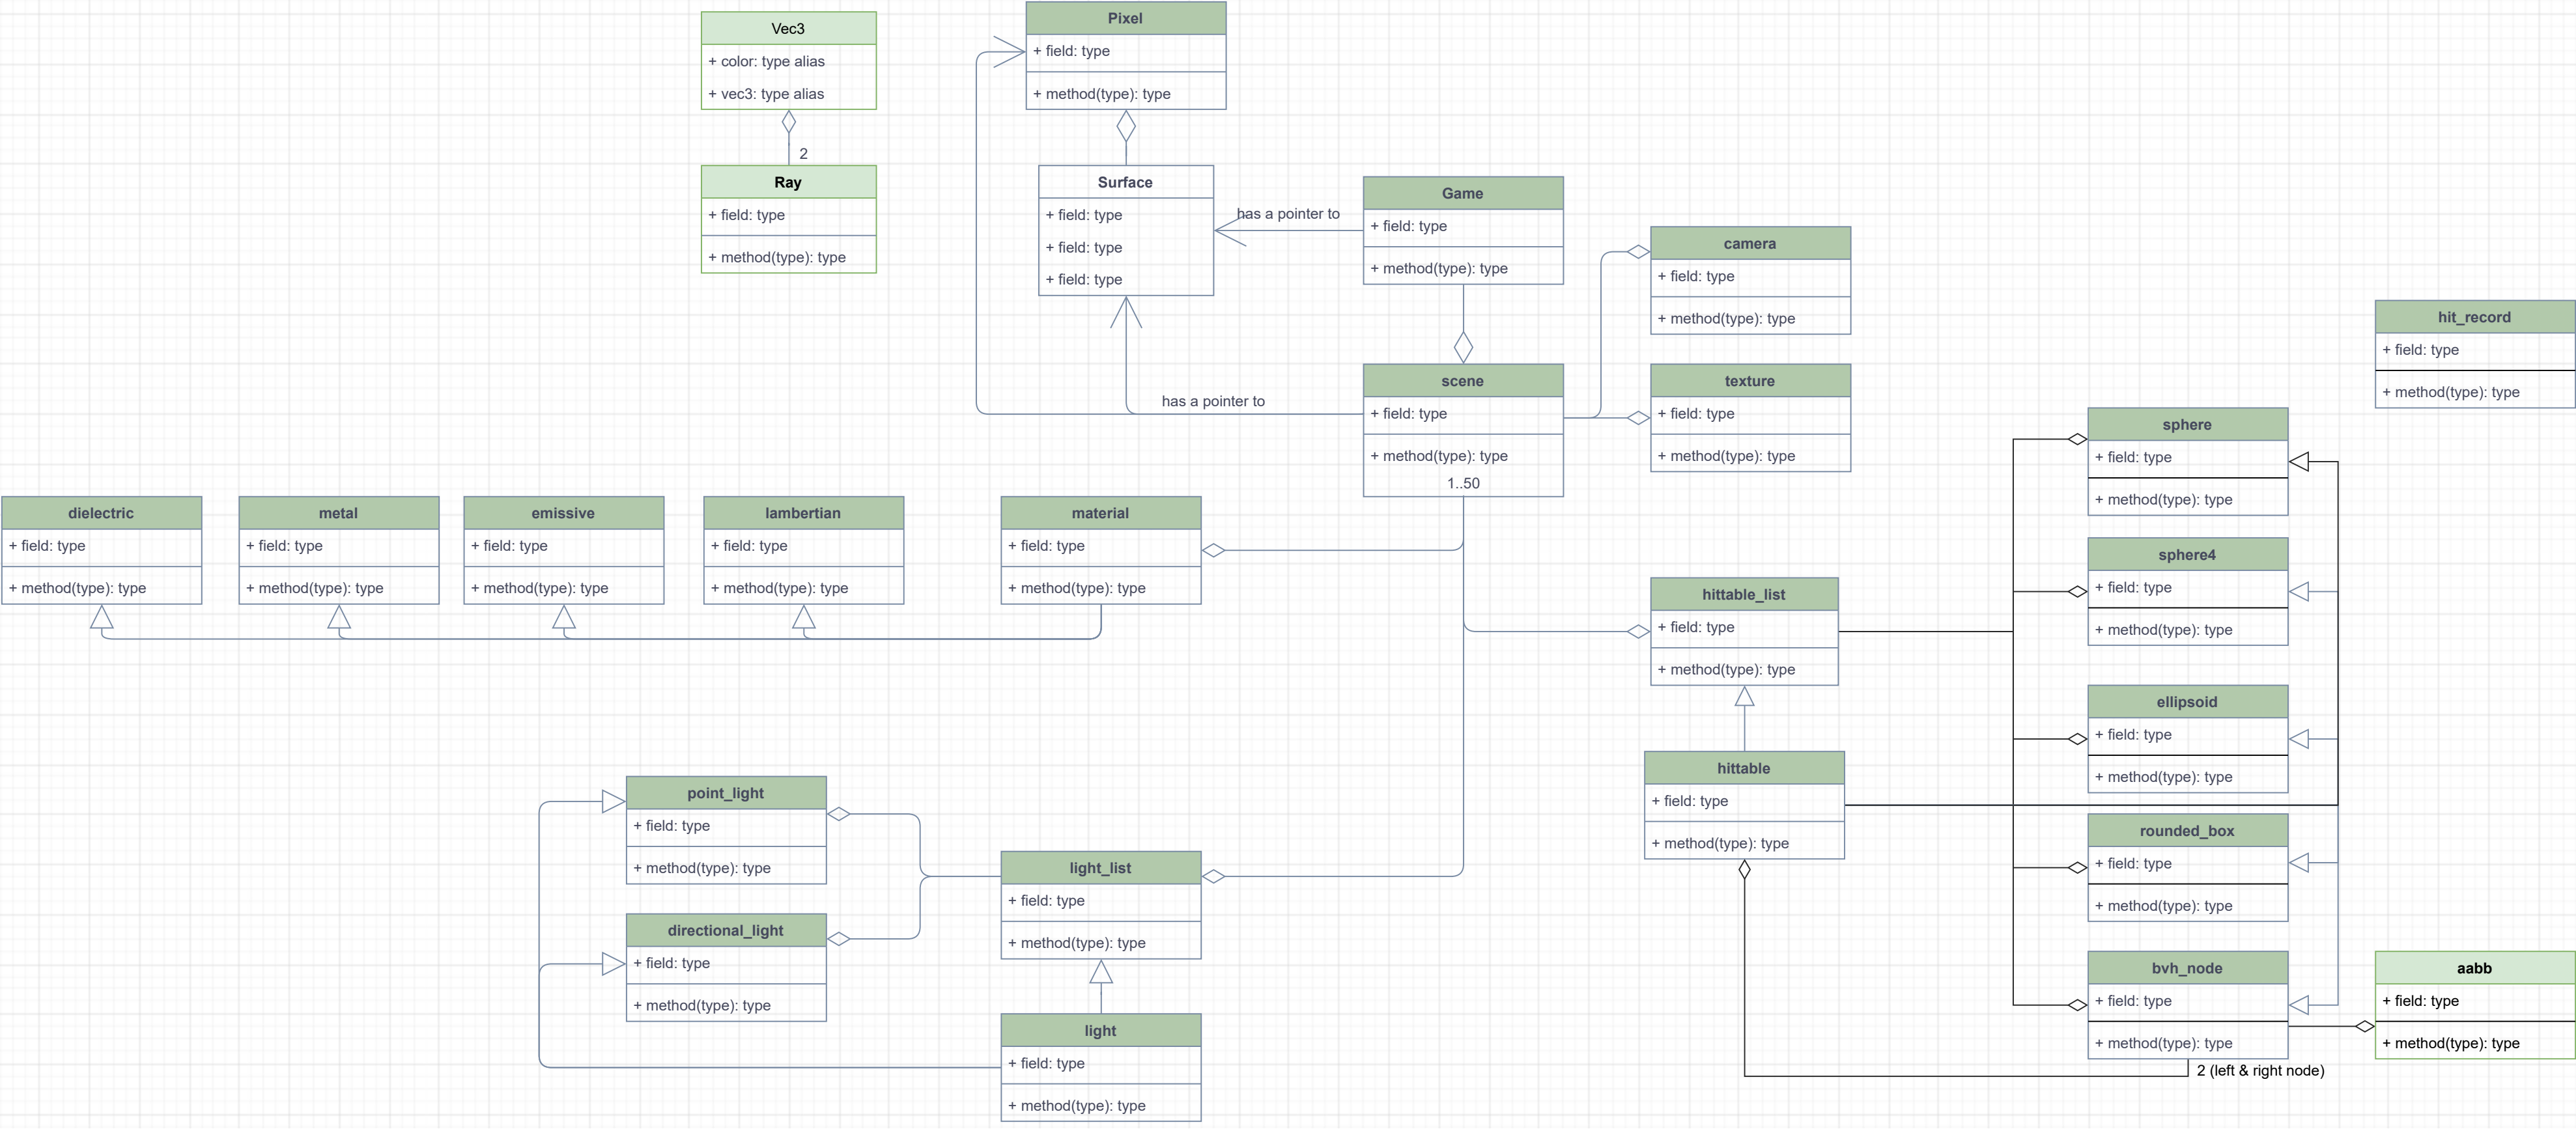 Vec3
+ color: type alias
+ vec3: type alias
2
Ray
+ field: type
+ method(type): type
Pixel
+ field: type
+ method(type): type
Surface
+ field: type
+ field: type
+ field: type
has a pointer to
Game
+ field: type
+ method(type): type
camera
+ field: type
+ method(type): type
has a pointer to
scene
+ field: type
+ method(type): type
1..50
texture
+ field: type
+ method(type): type
hit_record
+ field: type
+ method(type): type
dielectric
+ field: type
+ method(type): type
metal
+ field: type
+ method(type): type
emissive
+ field: type
+ method(type): type
lambertian
+ field: type
+ method(type): type
material
+ field: type
+ method(type): type
sphere
+ field: type
+ method(type): type
sphere4
+ field: type
+ method(type): type
hittable_list
+ field: type
+ method(type): type
ellipsoid
+ field: type
+ method(type): type
hittable
+ field: type
+ method(type): type
rounded_box
+ field: type
+ method(type): type
point_light
+ field: type
+ method(type): type
light_list
+ field: type
+ method(type): type
directional_light
+ field: type
+ method(type): type
bvh_node
+ field: type
+ method(type): type
aabb
+ field: type
+ method(type): type
2 (left & right node)
light
+ field: type
+ method(type): type